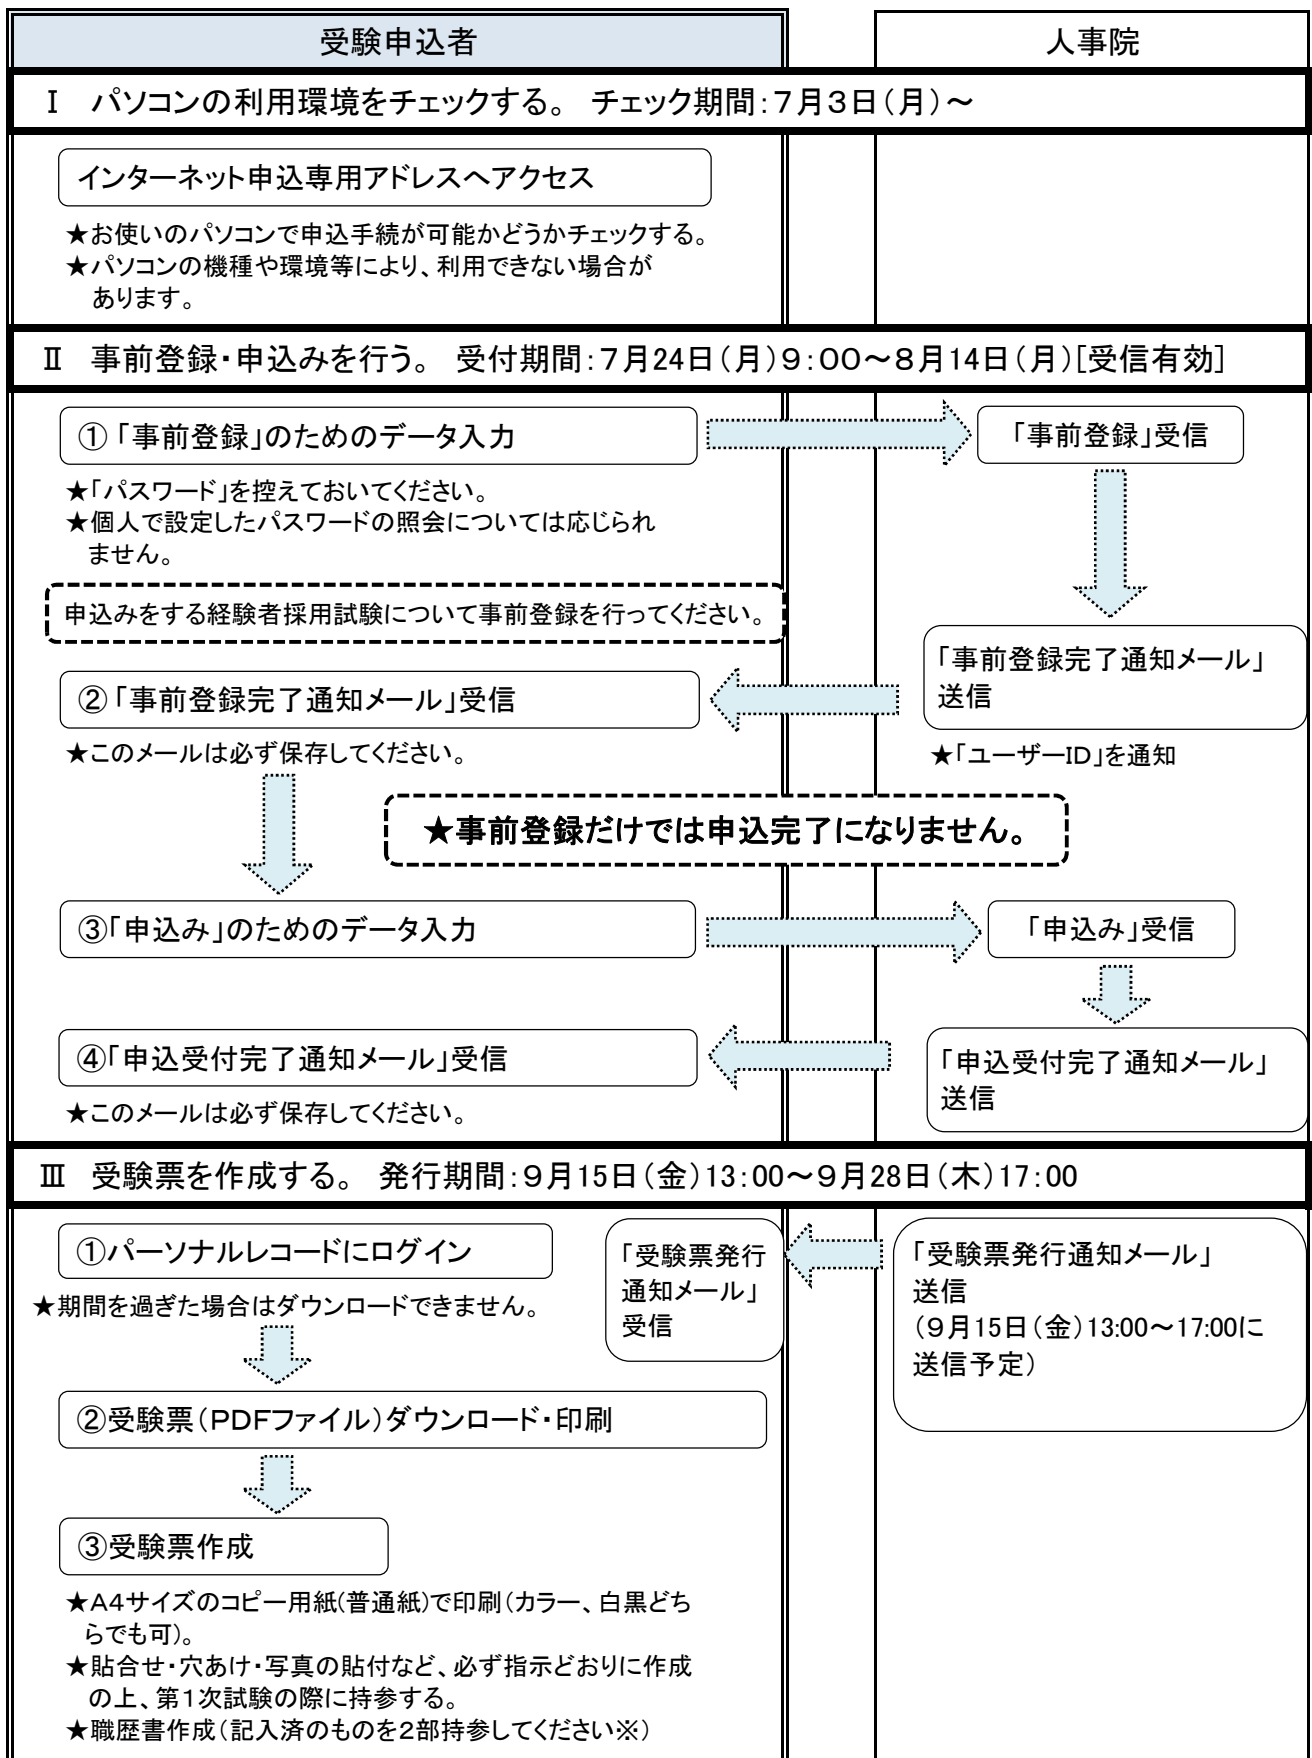 受験申込者
人事院
Ⅰ パソコンの利用環境をチェックする。 チェック期間：７月３日（月）～
インターネット申込専用アドレスへアクセス
★お使いのパソコンで申込手続が可能かどうかチェックする。
★パソコンの機種や環境等により、利用できない場合が
あります。
Ⅱ 事前登録・申込みを行う。 受付期間：７月24日（月）９：００～８月14日（月）[受信有効]
①「事前登録」のためのデータ入力
「事前登録」受信
★「パスワード」を控えておいてください。
★個人で設定したパスワードの照会については応じられ
ません。
申込みをする経験者採用試験について事前登録を行ってください。
「事前登録完了通知メール」
送信
②「事前登録完了通知メール」受信
★このメールは必ず保存してください。
★「ユーザーID」を通知
★事前登録だけでは申込完了になりません。
③「申込み」のためのデータ入力
「申込み」受信
④「申込受付完了通知メール」受信
「申込受付完了通知メール」
送信
★このメールは必ず保存してください。
Ⅲ 受験票を作成する。 発行期間：９月15日（金）13：00～９月28日（木）17：00
①パーソナルレコードにログイン
★期間を過ぎた場合はダウンロードできません。
「受験票発行
通知メール」
受信
「受験票発行通知メール」
送信
（９月15日（金）13:00～17:00に
送信予定）
②受験票（ＰＤＦファイル）ダウンロード・印刷
③受験票作成
★Ａ４サイズのコピー用紙(普通紙)で印刷（カラー、白黒どち
らでも可）。
★貼合せ・穴あけ・写真の貼付など、必ず指示どおりに作成
の上、第１次試験の際に持参する。
★職歴書作成（記入済のものを２部持参してください※）